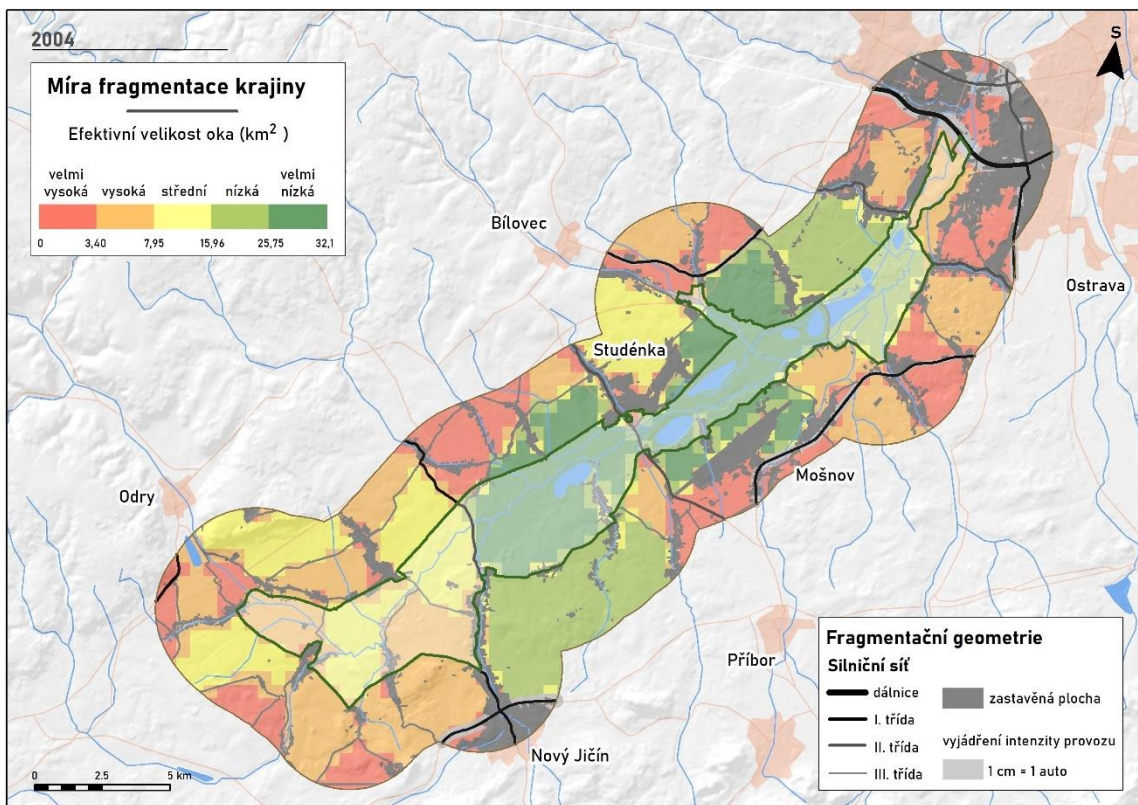 2004
Míra fragmentace krajiny
Efektivní velikost oka (km² )
velmi vysoká
vysoká
střední
nízká
velmi nízká
0 3,40 7,95 15,96 25,75 32,1
S
Bílovec
Ostrava
Studénka
Mošnov
Odry
Příbor
Nový Jičín
Fragmentační geometrie
Silniční síť
dálnice
I. třída
II. třída
III. třída
zastavěná plocha
vyjádření intenzity provozu
1 cm = 1 auto
0 2.5 5 km